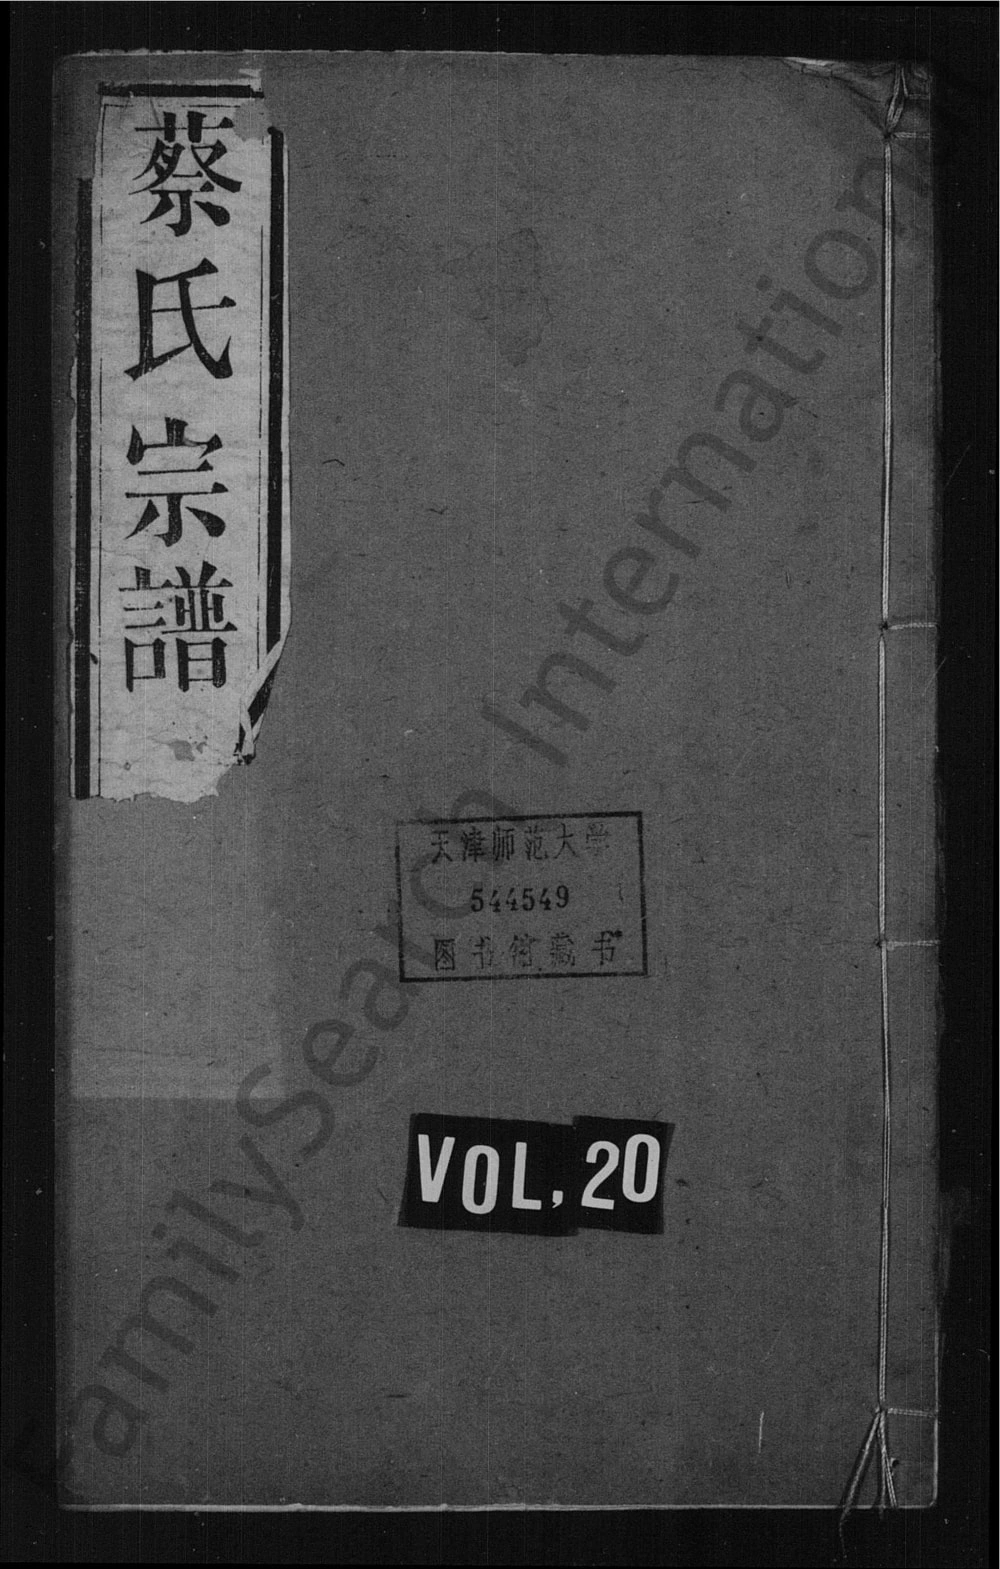 蔡氏宗譜
天津师范大学
544549
图书馆藏书
VOL, 20
FamilySearch International